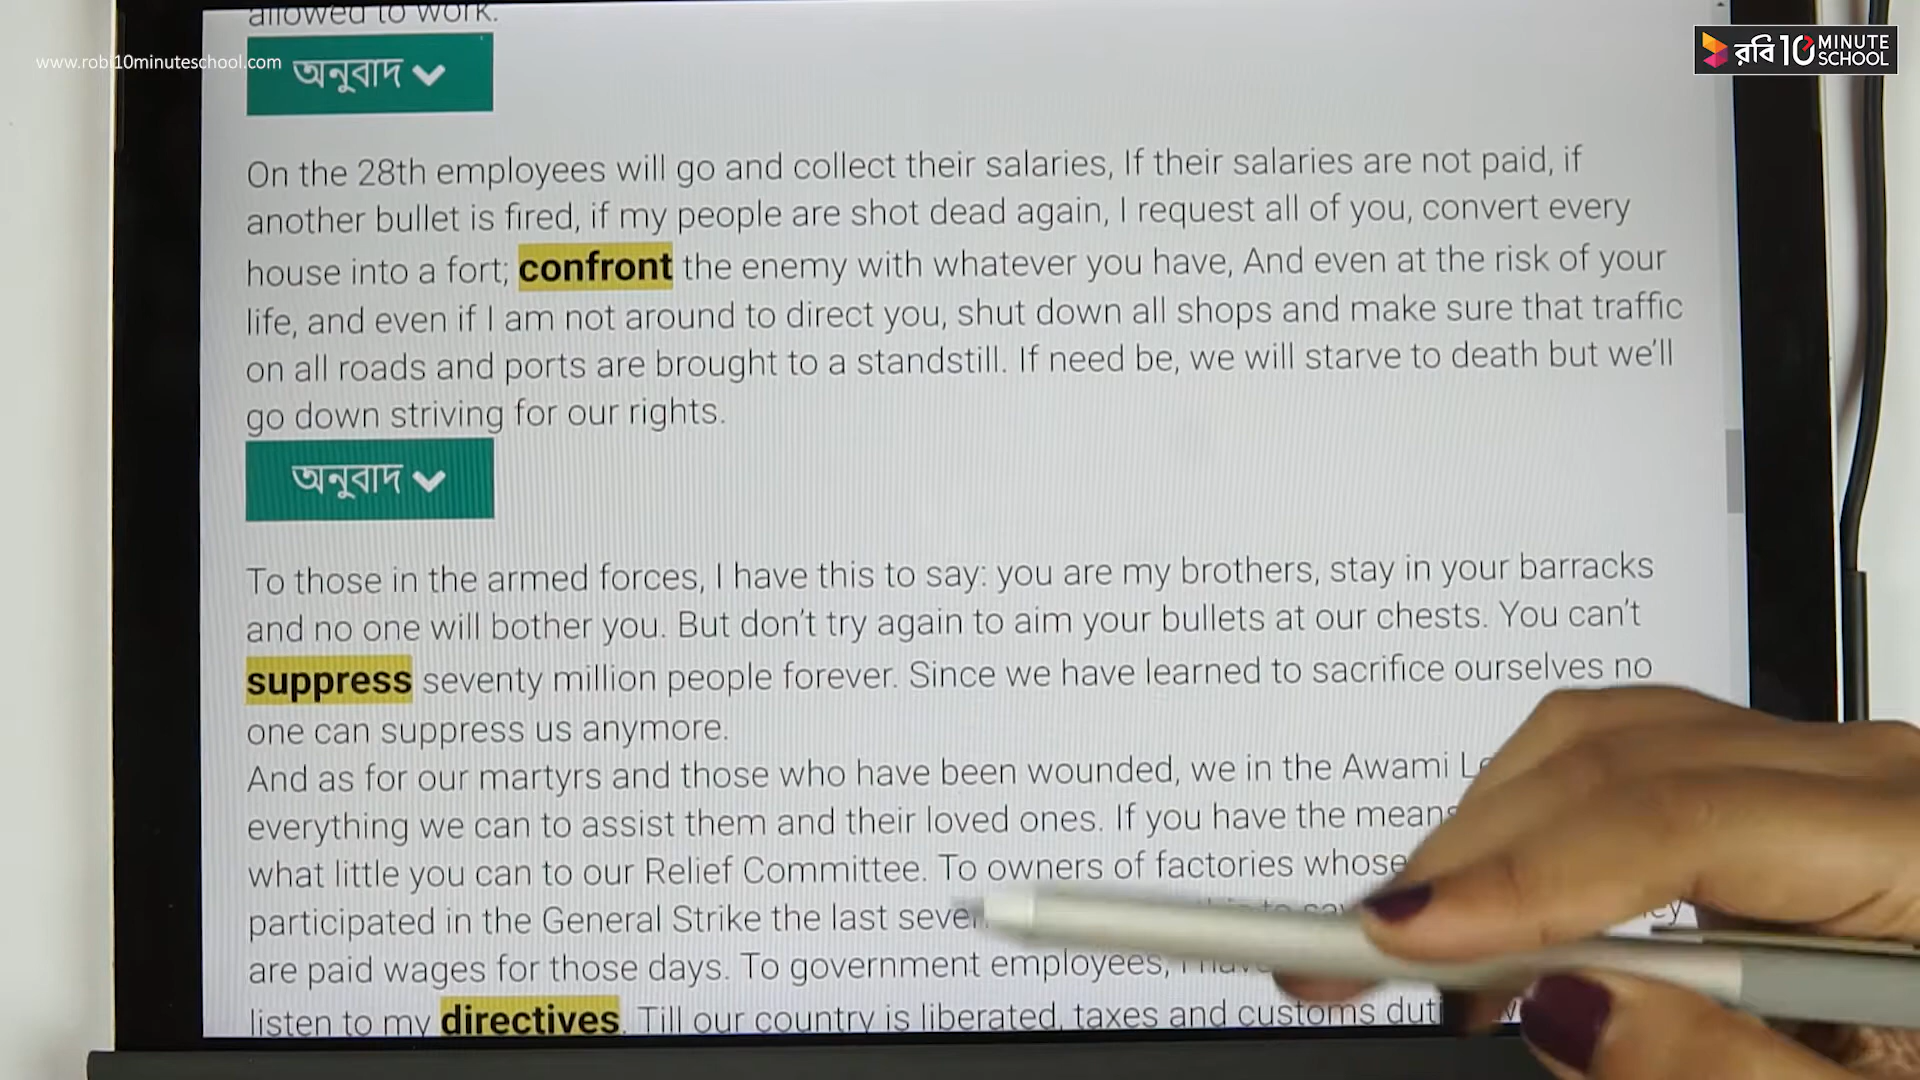 allowed to work.
www.robi10minuteschool.com
রবি 10 MINUTE SCHOOL
অনুবাদ
On the 28th employees will go and collect their salaries, If their salaries are not paid, if
another bullet is fired, if my people are shot dead again, I request all of you, convert every
house into a fort; confront the enemy with whatever you have, And even at the risk of your
life, and even if I am not around to direct you, shut down all shops and make sure that traffic
on all roads and ports are brought to a standstill. If need be, we will starve to death but we'll
go down striving for our rights.
অনুবাদ
To those in the armed forces, I have this to say: you are my brothers, stay in your barracks
and no one will bother you. But don't try again to aim your bullets at our chests. You can't
suppress seventy million people forever. Since we have learned to sacrifice ourselves no
one can suppress us anymore.
And as for our martyrs and those who have been wounded, we in the Awami
everything we can to assist them and their loved ones. If you have the means
what little you can to our Relief Committee. To owners of factories whose
participated in the General Strike the last seven
are paid wages for those days. To government employees, I have
listen to my directives. Till our country is liberated, taxes and customs